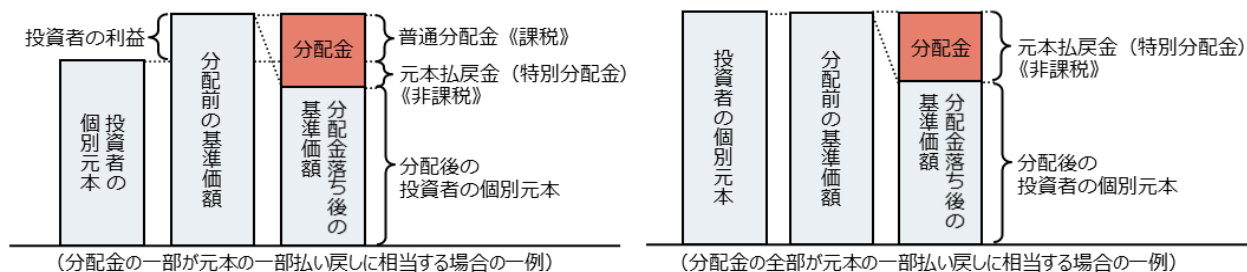 投資者の利益
投資者の
個別元本
分配前の基準価額
分配金
分配金落ち後の
基準価額
普通分配金《課税》
元本払戻金（特別分配金）
《非課税》
分配後の
投資者の個別元本
（分配金の一部が元本の一部払い戻しに相当する場合の一例）
投資者の個別元本
分配前の基準価額
分配金
分配金落ち後の
基準価額
元本払戻金（特別分配金）
《非課税》
分配後の
投資者の個別元本
（分配金の全部が元本の一部払い戻しに相当する場合の一例）